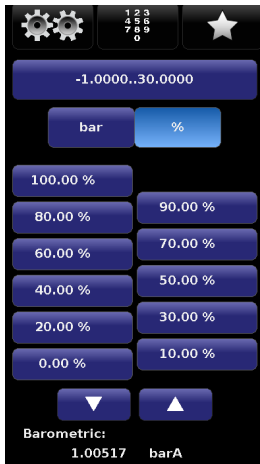 1 2 3
4 5 6
7 8 9
0
-1.0000..30.0000
bar
%
100.00 %
90.00 %
80.00 %
70.00 %
60.00 %
50.00 %
40.00 %
30.00 %
20.00 %
10.00 %
0.00 %
Barometric:
1.00517 barA